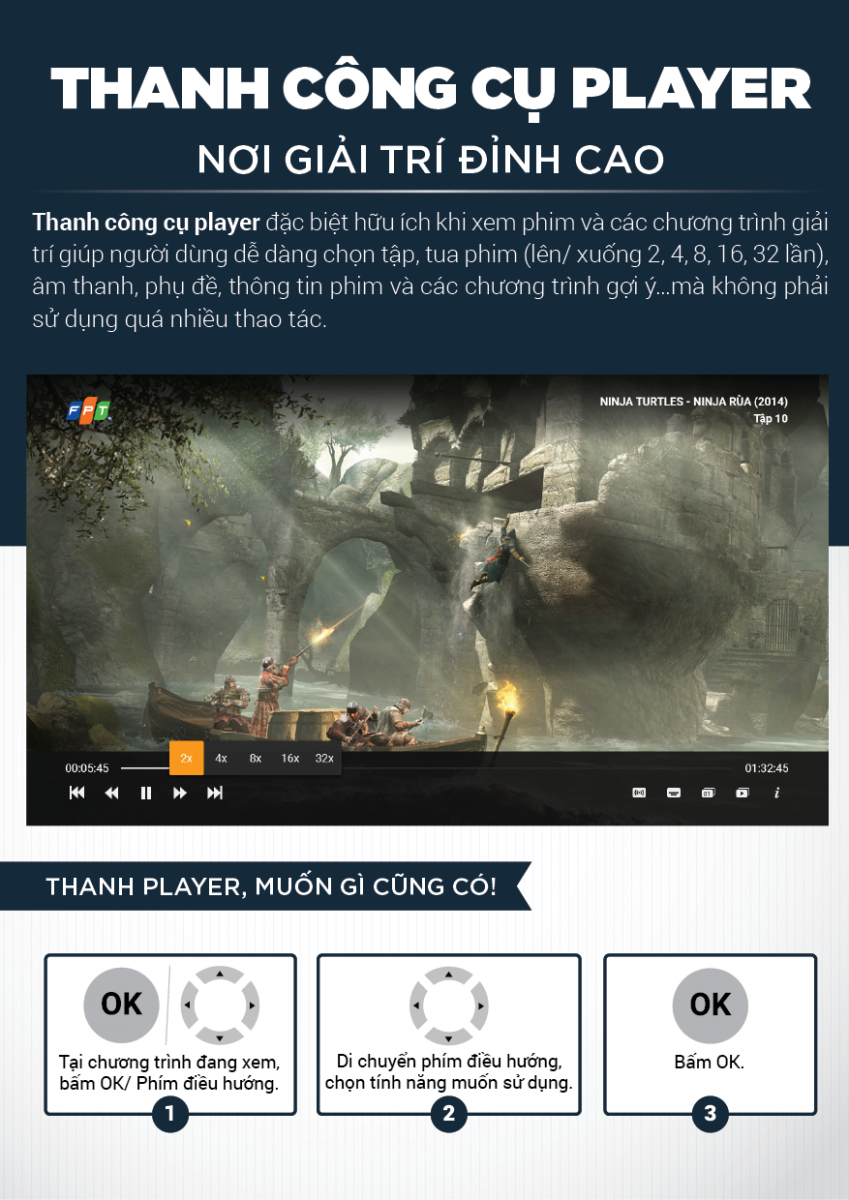 THANH CÔNG CỤ PLAYER
NƠI GIẢI TRÍ ĐỈNH CAO
Thanh công cụ player đặc biệt hữu ích khi xem phim và các chương trình giải
trí giúp người dùng dễ dàng chọn tập, tua phim (lên/ xuống 2, 4, 8, 16, 32 lần),
âm thanh, phụ đề, thông tin phim và các chương trình gợi ý...mà không phải
sử dụng quá nhiều thao tác.
FPT
NINJA TURTLES - NINJA RÙA (2014)
Tập 10
2x 4x 8x 16x 32x
00:05:45
01:32:45
01
i
THANH PLAYER, MUỐN GÌ CŨNG CÓ!
OK
Tại chương trình đang xem,
bấm OK/ Phím điều hướng.
1
Di chuyển phím điều hướng,
chọn tính năng muốn sử dụng.
2
OK
Bấm OK.
3